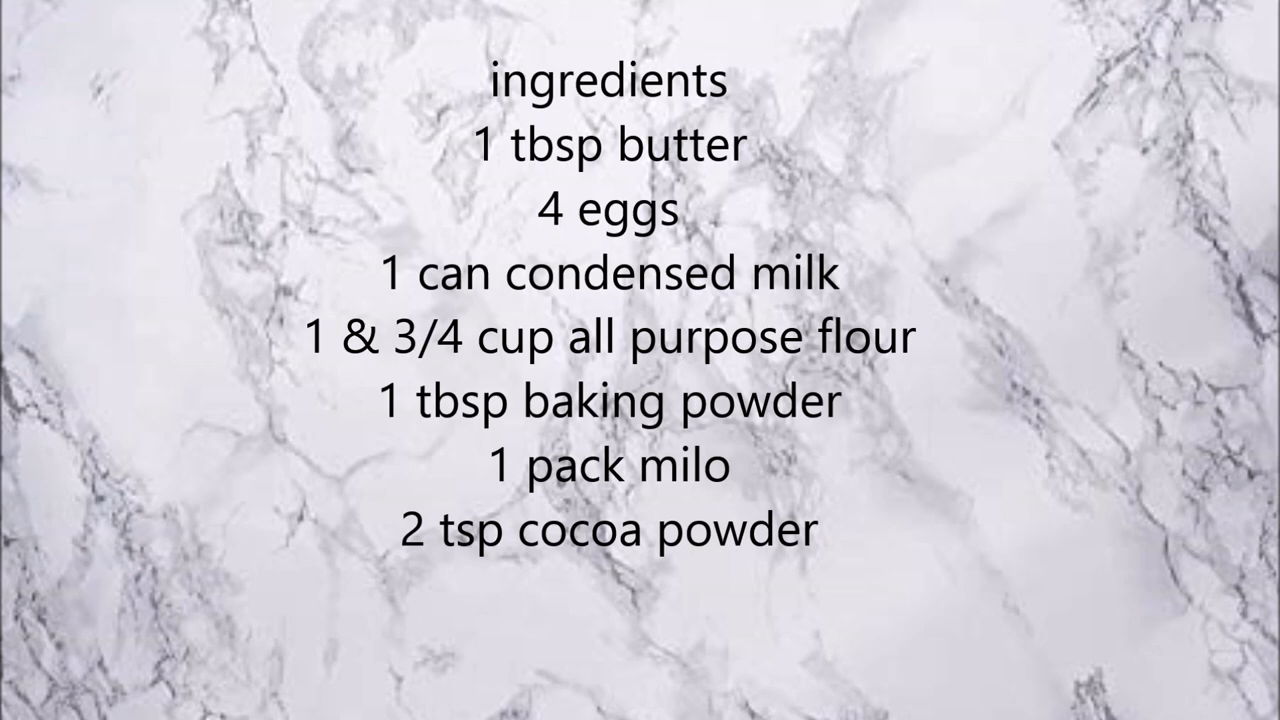 ingredients
1 tbsp butter
4 eggs
1 can condensed milk
1 & 3/4 cup all purpose flour
1 tbsp baking powder
1 pack milo
2 tsp cocoa powder